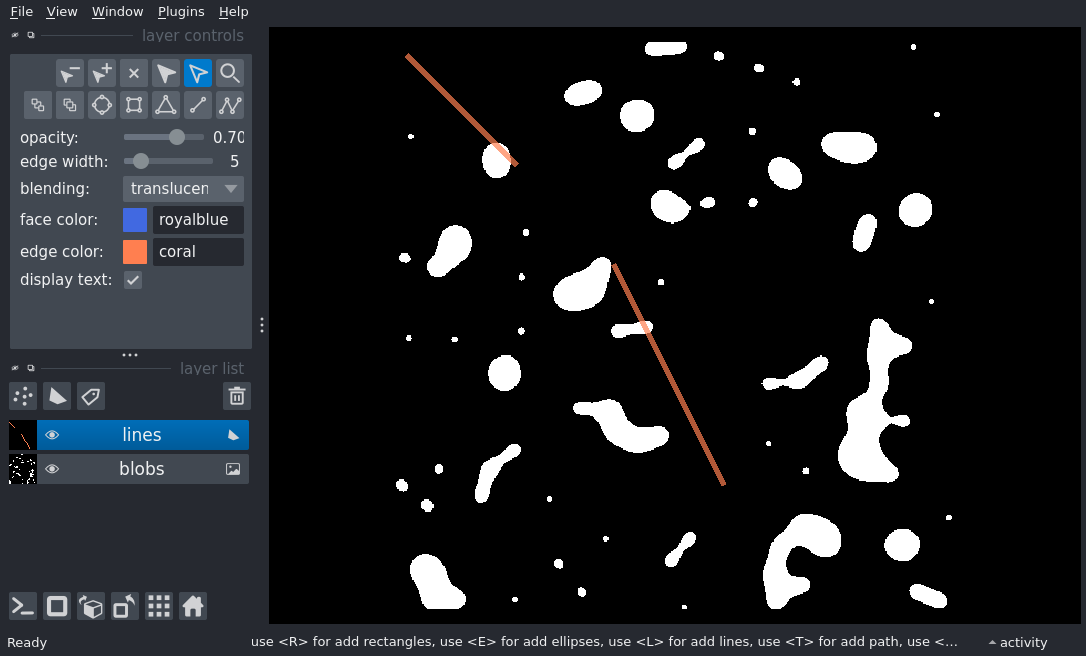 File View Window Plugins Help
layer controls
opacity: 0.70
edge width: 5
blending: translucen
face color: royalblue
edge color: coral
display text:
layer list
lines
blobs
Ready use <R> for add rectangles, use <E> for add ellipses, use <L> for add lines, use <T> for add path, use <... activity